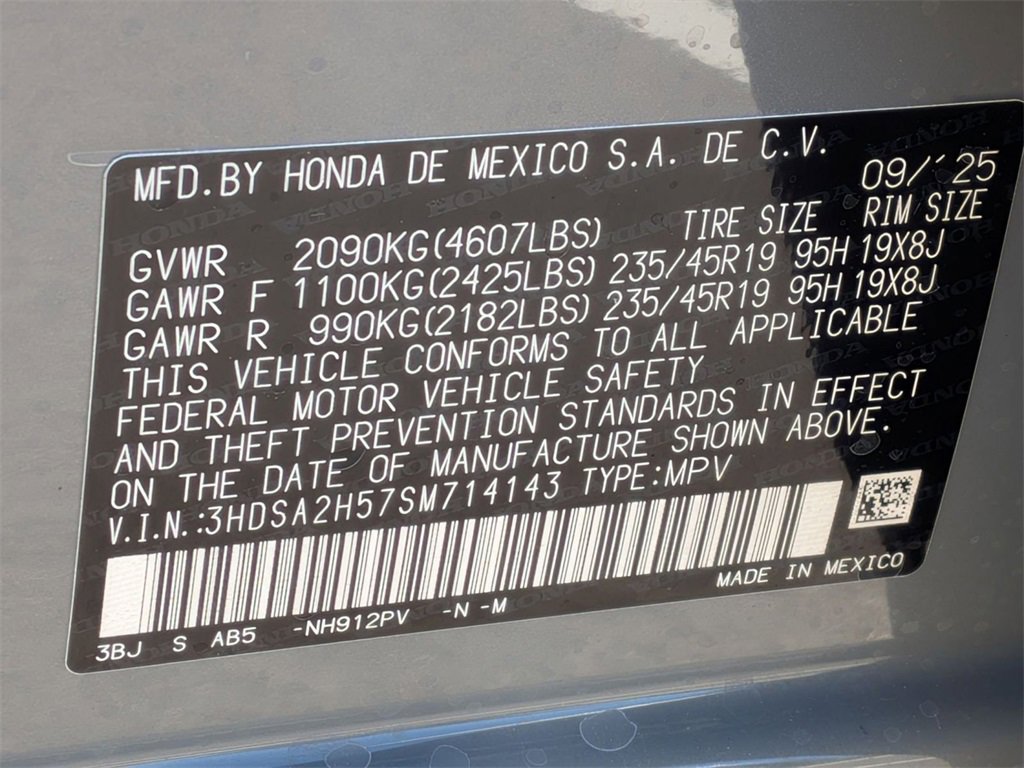 MFD.BY HONDA DE MEXICO S.A. DE C.V.
09/`25
TIRE SIZE RIM SIZE
GVWR 2090KG(4607LBS)
GAWR F 1100KG(2425LBS) 235/45R19 95H 19X8J
GAWR R 990KG(2182LBS) 235/45R19 95H 19X8J
THIS VEHICLE CONFORMS TO ALL APPLICABLE
FEDERAL MOTOR VEHICLE SAFETY
AND THEFT PREVENTION STANDARDS IN EFFECT
ON THE DATE OF MANUFACTURE SHOWN ABOVE.
V.I.N.:3HDSA2H57SM714143 TYPE:MPV
MADE IN MEXICO
3BJ S AB5 -NH912PV -N -M